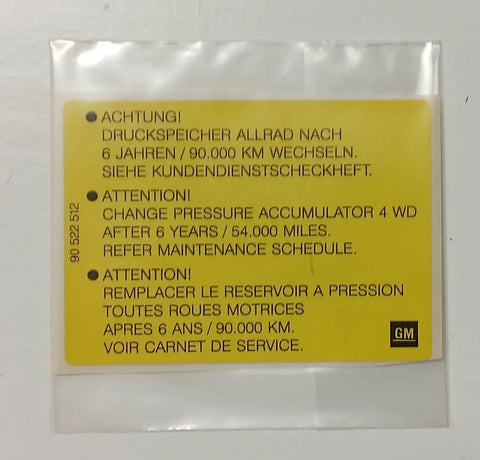 ● ACHTUNG!
DRUCKSPEICHER ALLRAD NACH
6 JAHREN / 90.000 KM WECHSELN.
SIEHE KUNDENDIENSTSCHECKHEFT.
● ATTENTION!
CHANGE PRESSURE ACCUMULATOR 4 WD
AFTER 6 YEARS / 54.000 MILES.
REFER MAINTENANCE SCHEDULE.
● ATTENTION!
REMPLACER LE RESERVOIR A PRESSION
TOUTES ROUES MOTRICES
APRES 6 ANS / 90.000 KM.
VOIR CARNET DE SERVICE.
90 522 512
GM